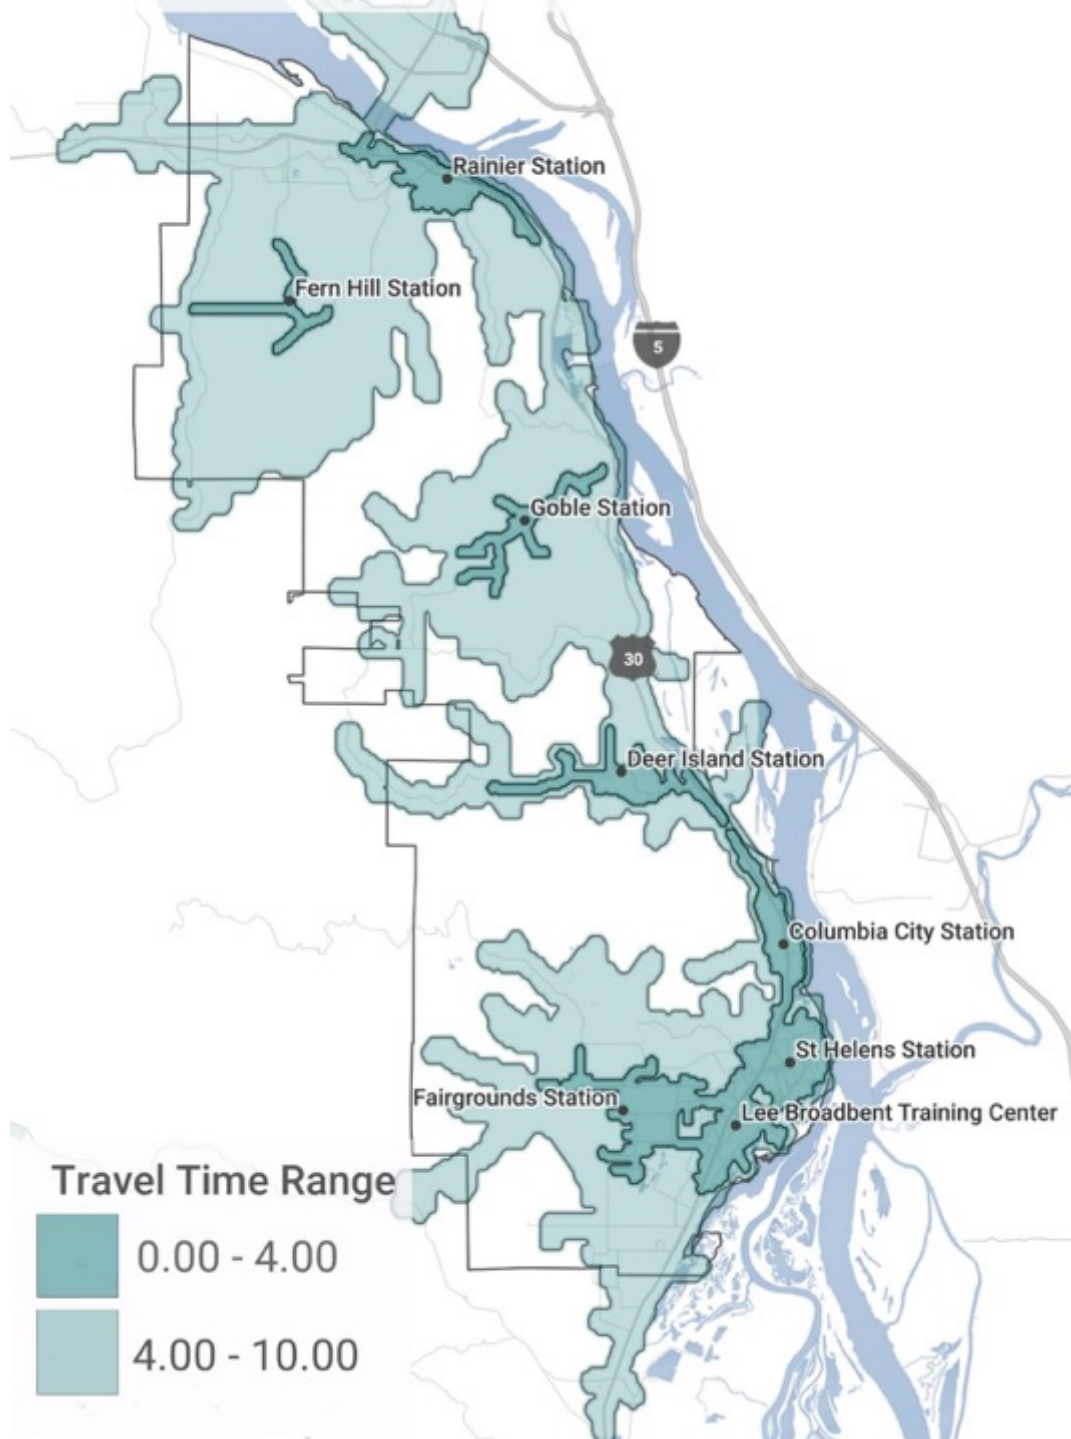 Rainier Station
Fern Hill Station
5
Goble Station
30
Deer Island Station
Columbia City Station
St Helens Station
Fairgrounds Station
Lee Broadbent Training Center
Travel Time Range
0.00 - 4.00
4.00 - 10.00